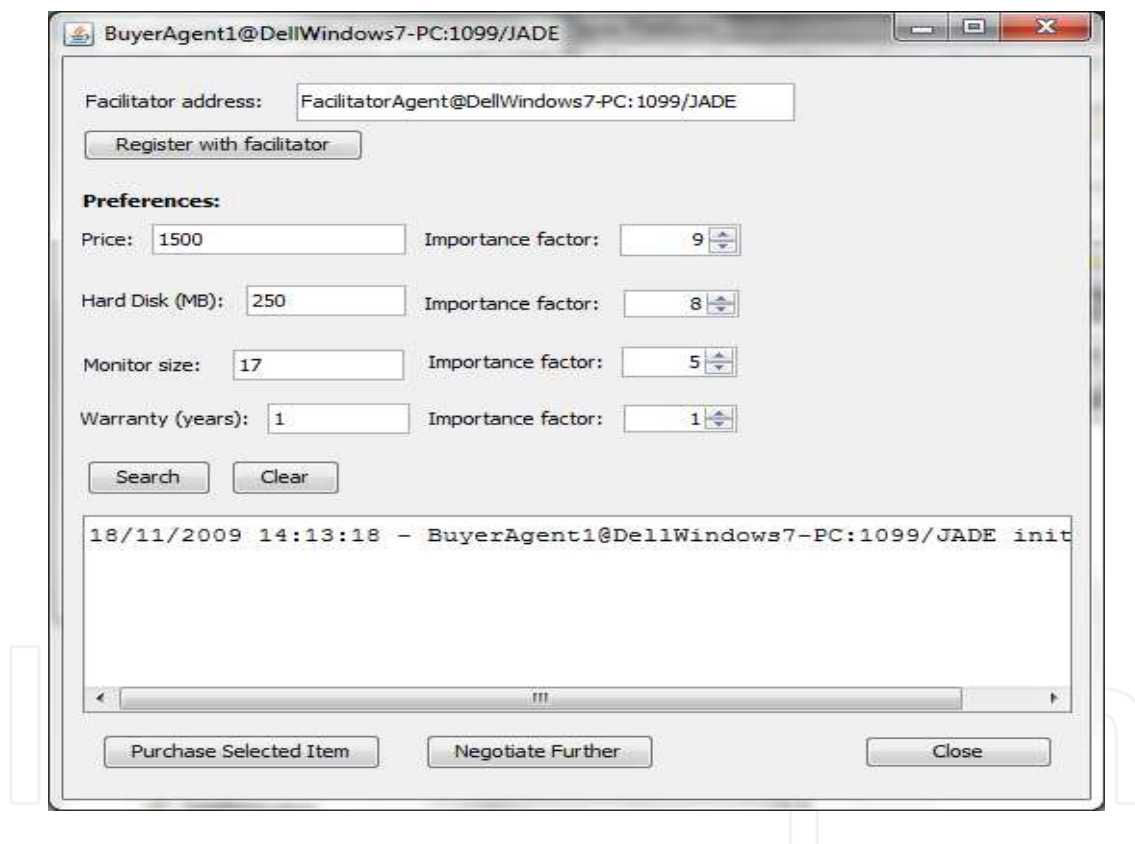 BuyerAgent1@DellWindows7-PC:1099/JADE
Facilitator address: FacilitatorAgent@DellWindows7-PC:1099/JADE
Register with facilitator
Preferences:
Price: 1500 Importance factor: 9
Hard Disk (MB): 250 Importance factor: 8
Monitor size: 17 Importance factor: 5
Warranty (years): 1 Importance factor: 1
Search Clear
18/11/2009 14:13:18 - BuyerAgent1@DellWindows7-PC:1099/JADE init
Purchase Selected Item Negotiate Further Close